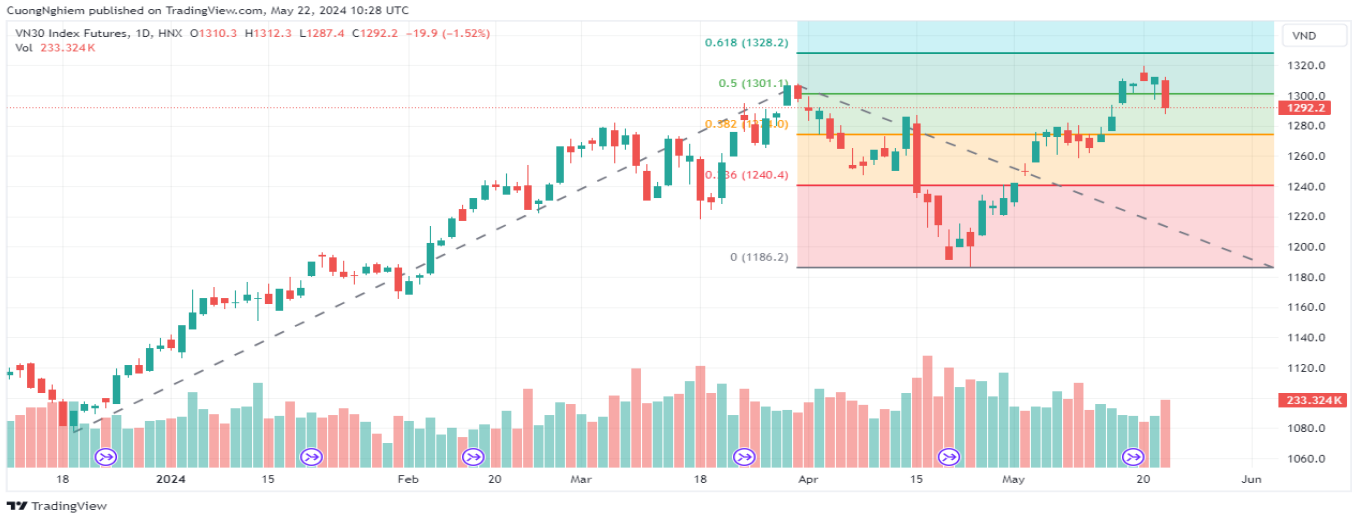 CuongNghiem published on TradingView.com, May 22, 2024 10:28 UTC
VN30 Index Futures, 1D, HNX O1310.3 H1312.3 L1287.4 C1292.2 −19.9 (−1.52%)
Vol 233.324K
VND
0.618 (1328.2)
0.5 (1301.1)
0.382 (1274.0)
0.236 (1240.4)
0 (1186.2)
1320.0
1300.0
1292.2
1280.0
1260.0
1240.0
1220.0
1200.0
1180.0
1160.0
1140.0
1120.0
233.324K
1080.0
1060.0
18
2024
15
Feb
20
Mar
18
Apr
15
May
20
Jun
TradingView